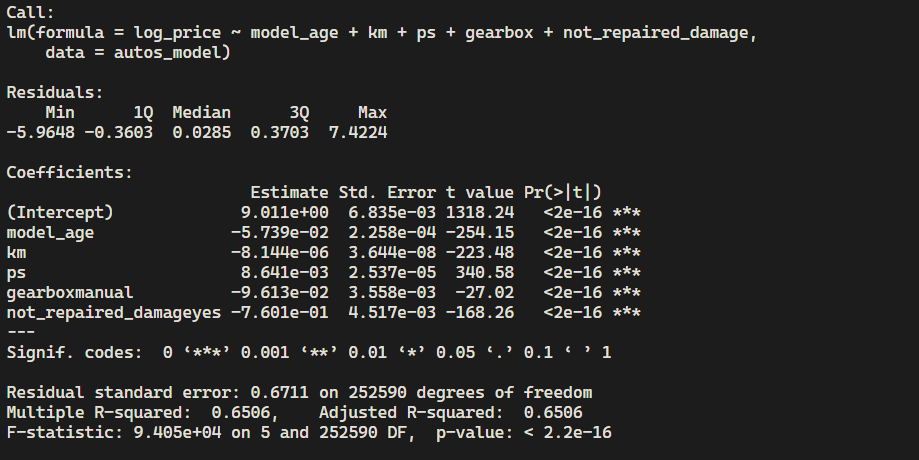 Call:
lm(formula = log_price ~ model_age + km + ps + gearbox + not_repaired_damage,
    data = autos_model)

Residuals:
    Min      1Q  Median      3Q     Max
-5.9648 -0.3603  0.0285  0.3703  7.4224

Coefficients:
                         Estimate Std. Error t value Pr(>|t|)
(Intercept)             9.011e+00  6.835e-03 1318.24   <2e-16 ***
model_age              -5.739e-02  2.258e-04 -254.15   <2e-16 ***
km                     -8.144e-06  3.644e-08 -223.48   <2e-16 ***
ps                      8.641e-03  2.537e-05  340.58   <2e-16 ***
gearboxmanual          -9.613e-02  3.558e-03  -27.02   <2e-16 ***
not_repaired_damageyes -7.601e-01  4.517e-03 -168.26   <2e-16 ***
---
Signif. codes:  0 ‘***’ 0.001 ‘**’ 0.01 ‘*’ 0.05 ‘.’ 0.1 ‘ ’ 1

Residual standard error: 0.6711 on 252590 degrees of freedom
Multiple R-squared:  0.6506,    Adjusted R-squared:  0.6506
F-statistic: 9.405e+04 on 5 and 252590 DF,  p-value: < 2.2e-16